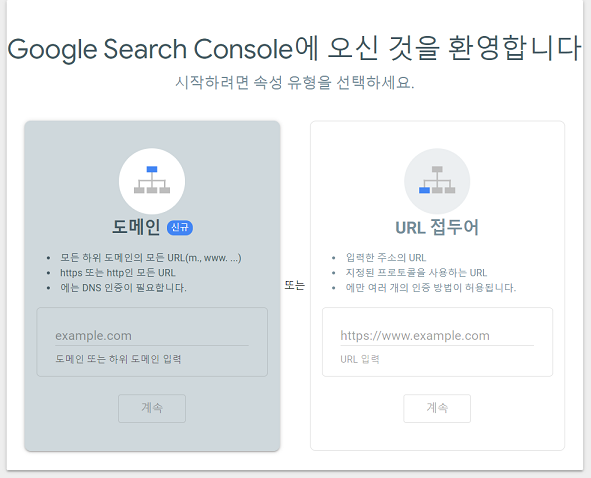 Google Search Console에 오신 것을 환영합니다
시작하려면 속성 유형을 선택하세요.
도메인 신규
• 모든 하위 도메인의 모든 URL(m., www. ...)
• https 또는 http인 모든 URL
• 에는 DNS 인증이 필요합니다.
example.com
도메인 또는 하위 도메인 입력
계속
또는
URL 접두어
• 입력한 주소의 URL
• 지정된 프로토콜을 사용하는 URL
• 에만 여러 개의 인증 방법이 허용됩니다.
https://www.example.com
URL 입력
계속